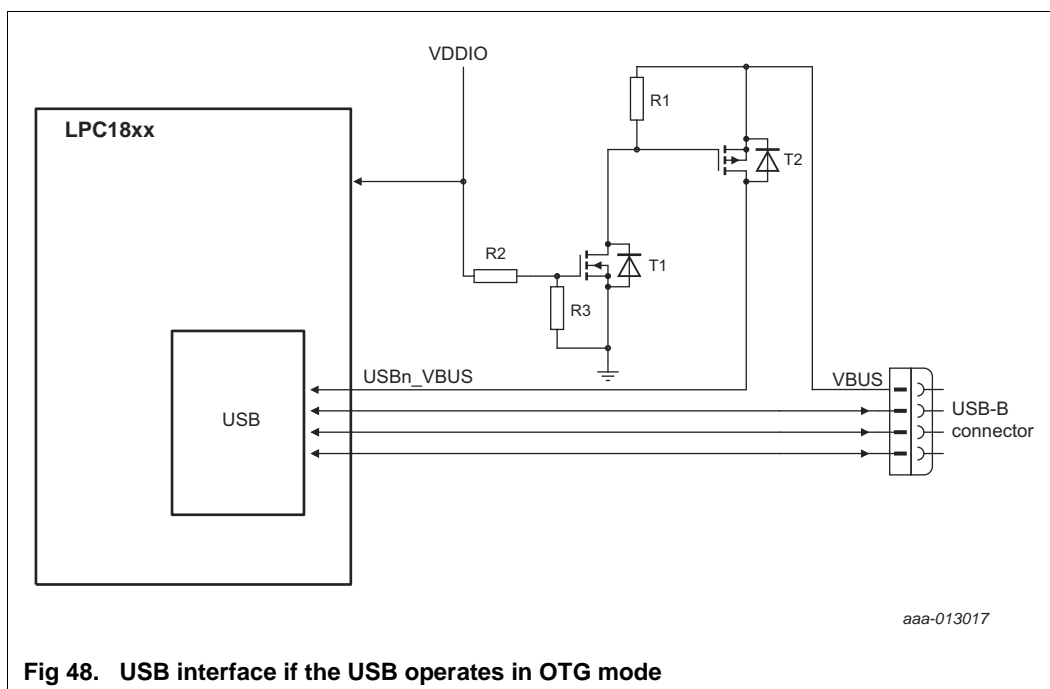 VDDIO
R1
LPC18xx
T2
R2
T1
R3
USBn_VBUS
VBUS
USB
USB-B
connector
aaa-013017
Fig 48. USB interface if the USB operates in OTG mode